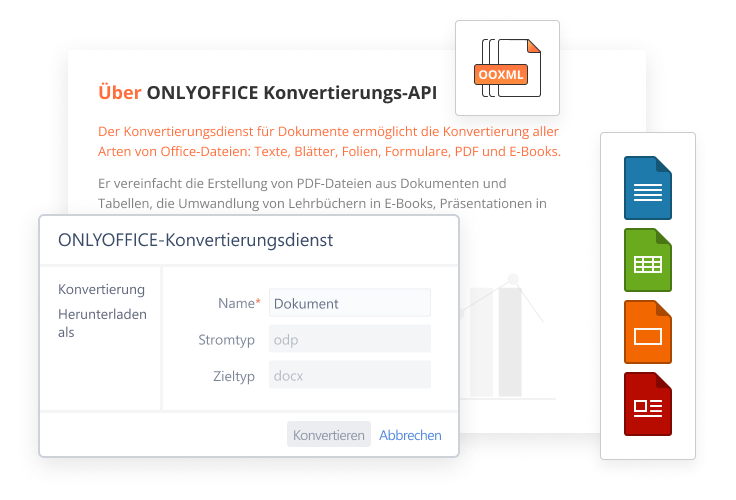 OOXML
Über ONLYOFFICE Konvertierungs-API
Der Konvertierungsdienst für Dokumente ermöglicht die Konvertierung aller
Arten von Office-Dateien: Texte, Blätter, Folien, Formulare, PDF und E-Books.
Er vereinfacht die Erstellung von PDF-Dateien aus Dokumenten und
Tabellen, die Umwandlung von Lehrbüchern in E-Books, Präsentationen in
ONLYOFFICE-Konvertierungsdienst
Konvertierung
Herunterladen
als
Name* Dokument
Stromtyp odp
Zieltyp docx
Konvertieren Abbrechen